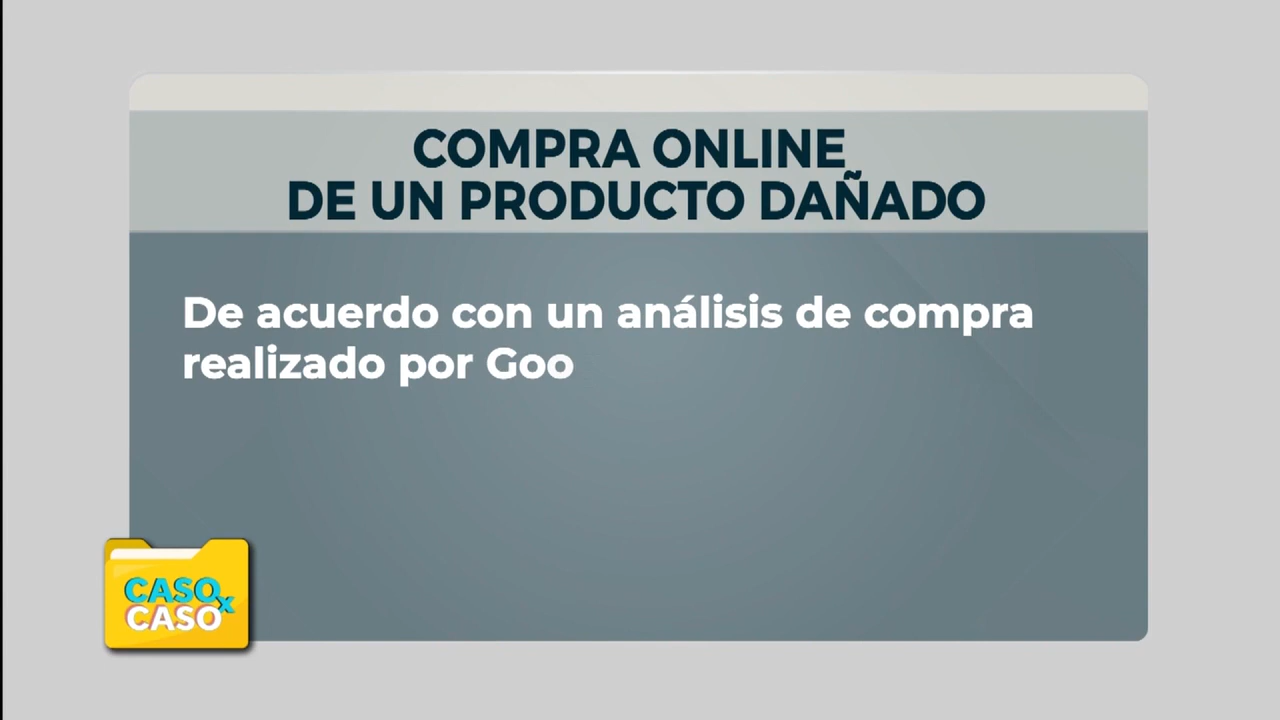 COMPRA ONLINE
DE UN PRODUCTO DAÑADO
De acuerdo con un análisis de compra
realizado por Goo
CASO x
CASO